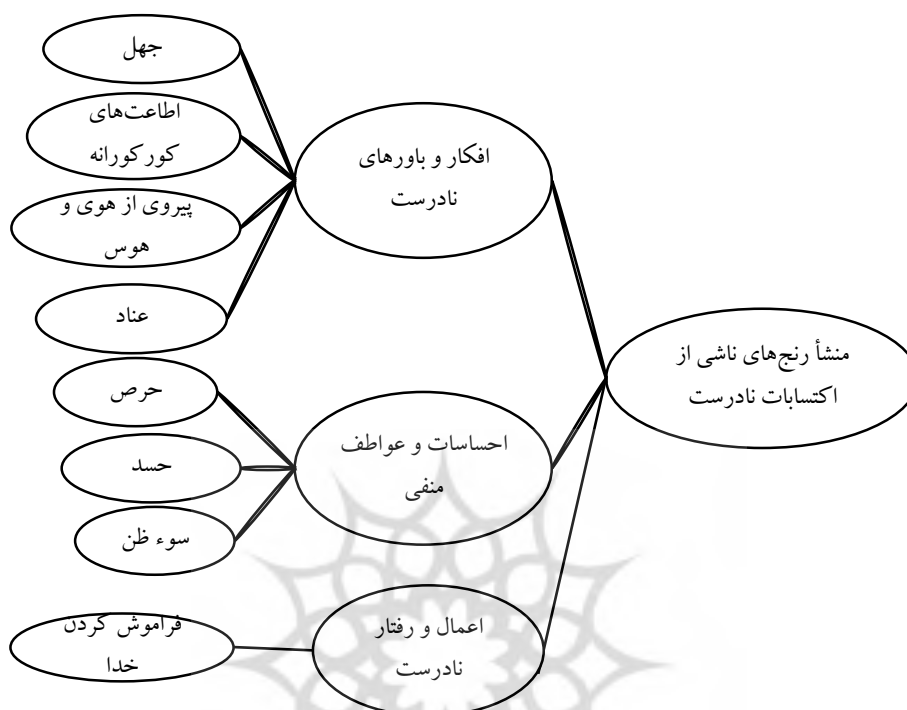 منشأ رنج‌های ناشی از
اکتسابات نادرست
افکار و باورهای
نادرست
جهل
اطاعت‌های
کورکورانه
پیروی از هوی و
هوس
عناد
احساسات و عواطف
منفی
حرص
حسد
سوء ظن
اعمال و رفتار
نادرست
فراموش کردن
خدا